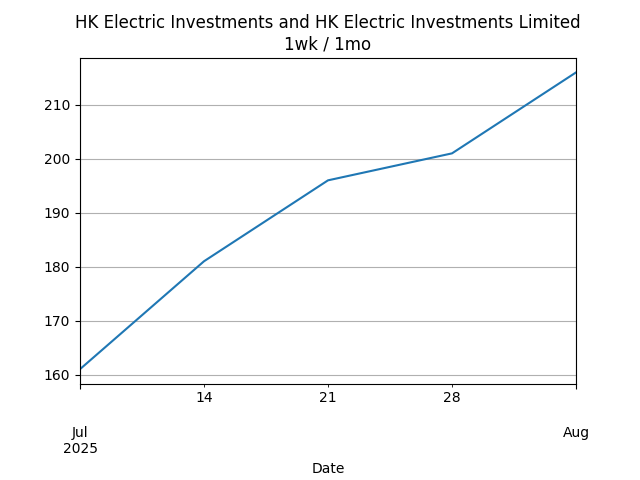 HK Electric Investments and HK Electric Investments Limited
1wk / 1mo
210
200
190
180
170
160
14
21
28
Jul
2025
Aug
Date